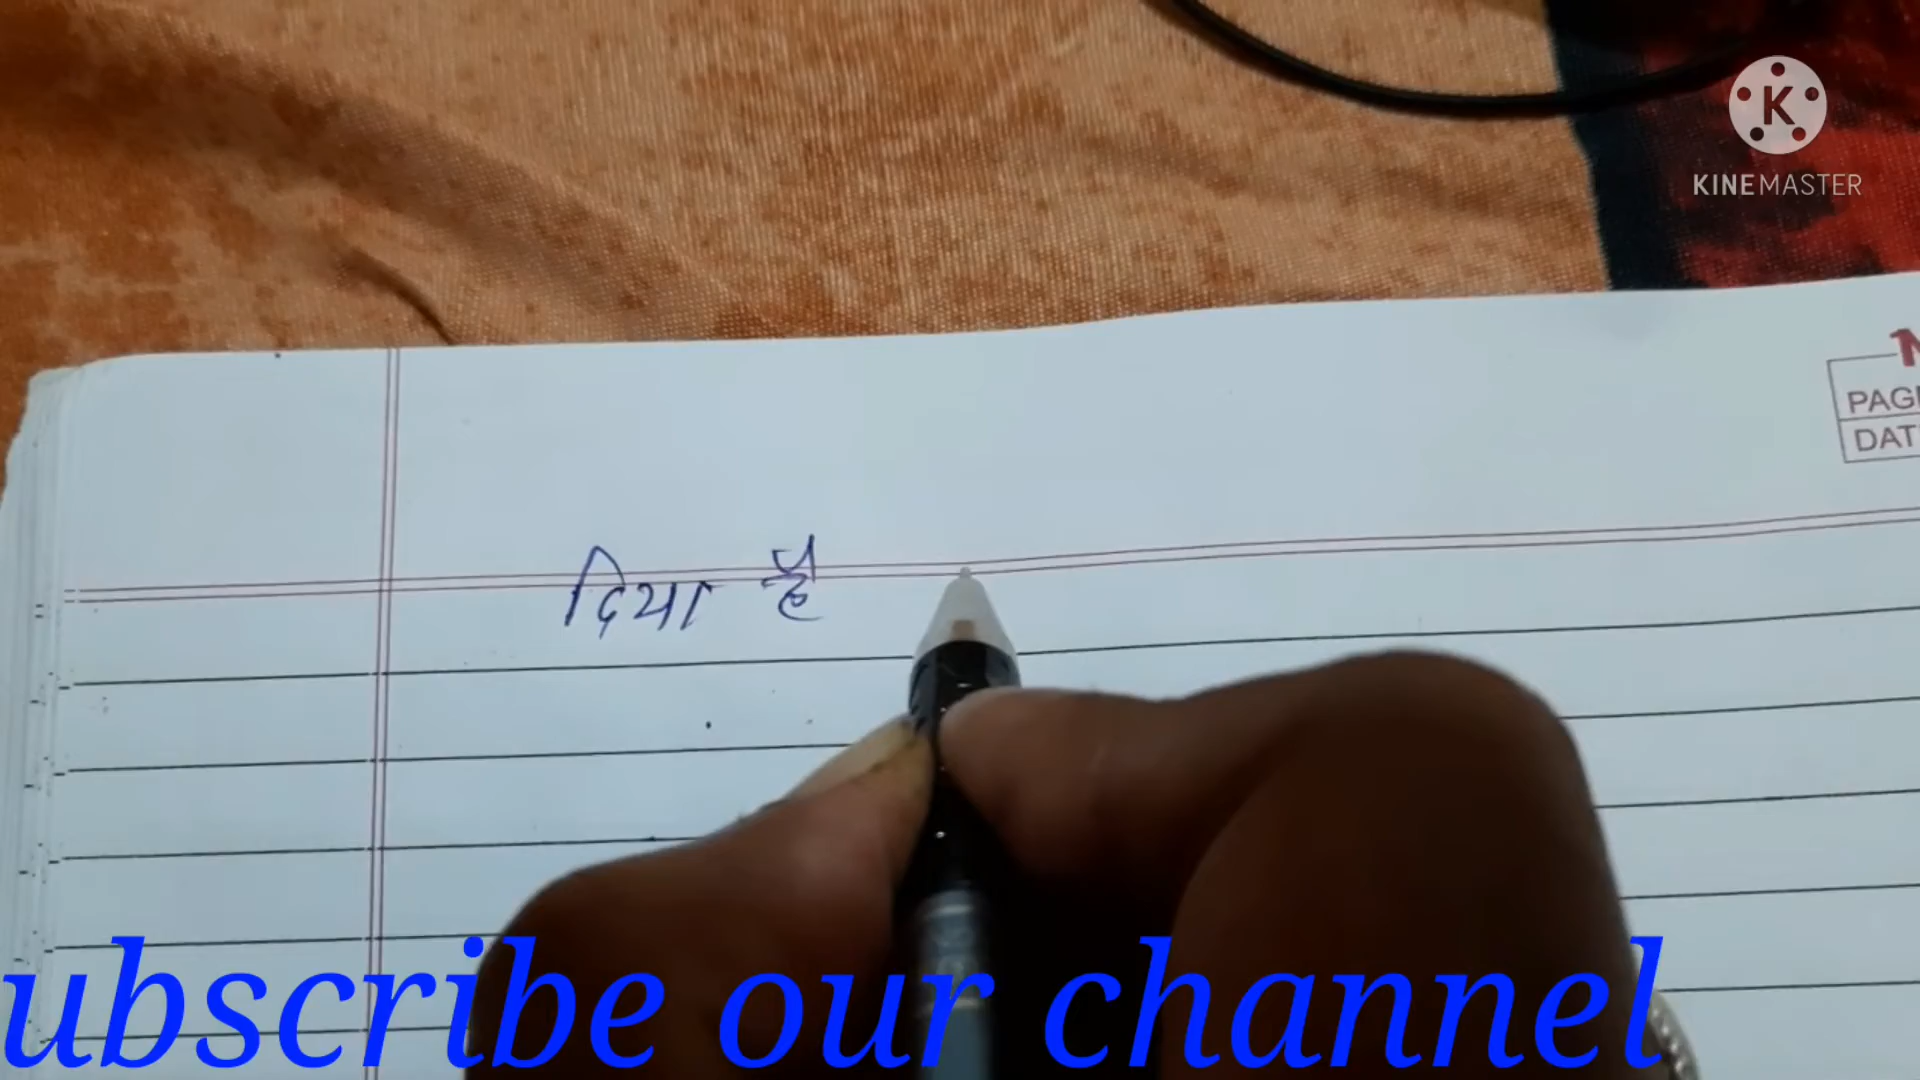 KINEMASTER
PAG
DAT
दिया है
ubscribe our channel